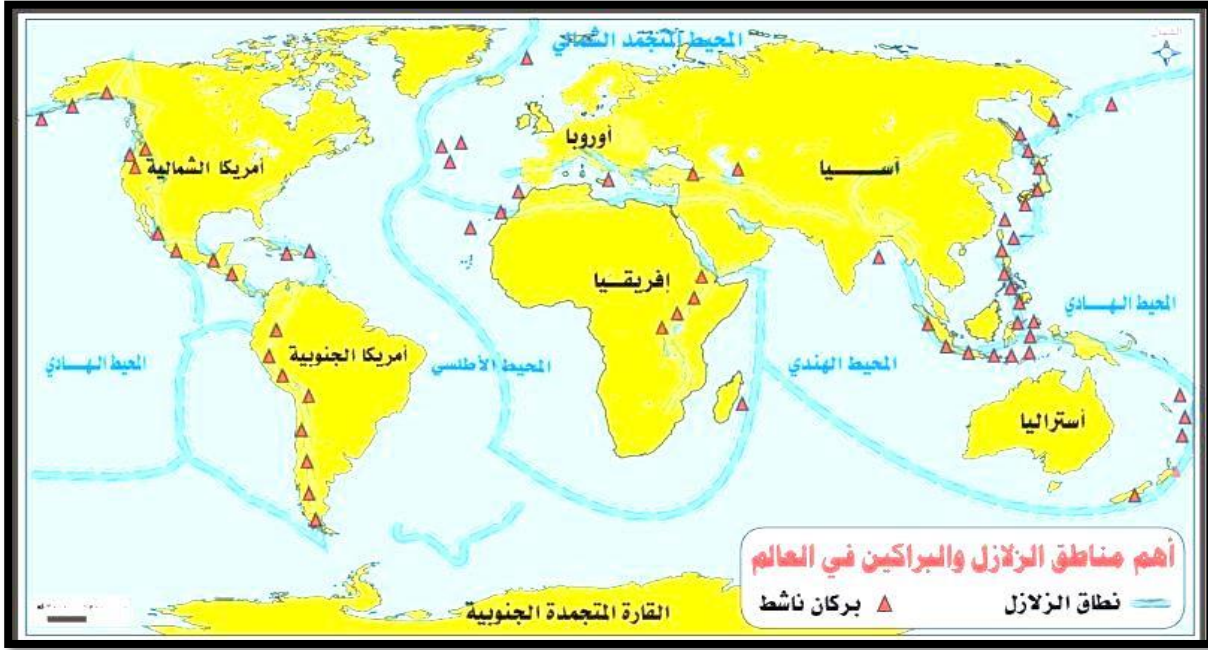 الشمال
المحيط المتجمد الشمالي
أوروبا
آسيا
أمريكا الشمالية
إفريقيا
المحيط الهادي
أمريكا الجنوبية
المحيط الهادي
المحيط الأطلسي
المحيط الهندي
أستراليا
القارة المتجمدة الجنوبية
أهم مناطق الزلازل والبراكين في العالم
نطاق الزلازل
بركان ناشط